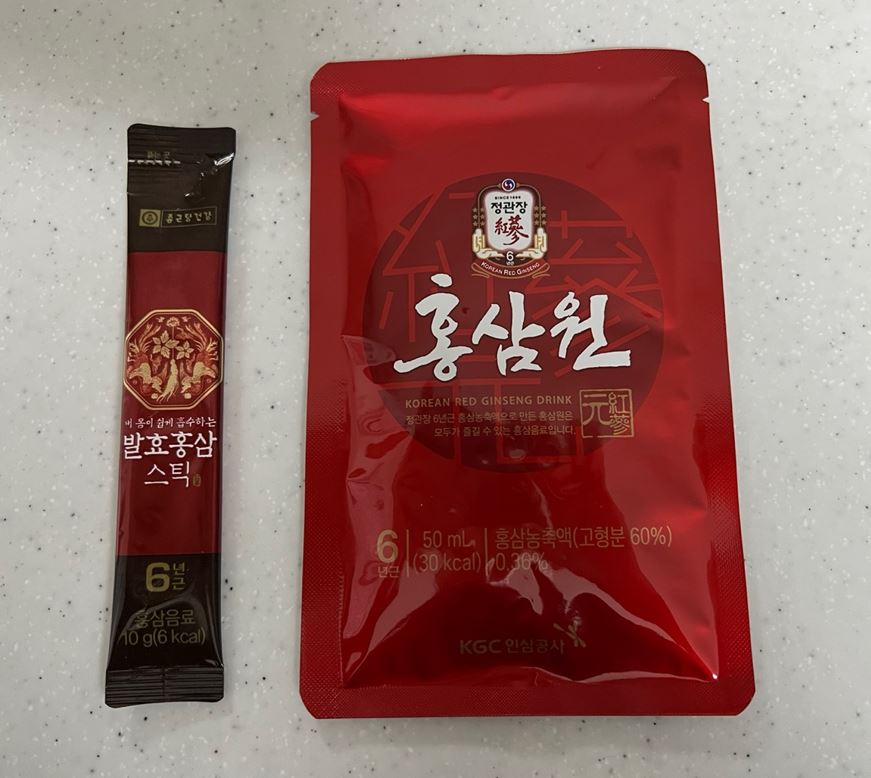 종근당건강
내 몸이 쉽게 흡수하는
발효홍삼
스틱
6년근
홍삼음료
10 g(6 kcal)
SINCE 1899
정관장
紅蔘
6
KOREAN RED GINSENG
홍삼원
KOREAN RED GINSENG DRINK
정관장 6년근 홍삼농축액으로 만든 홍삼원은
모두가 즐길 수 있는 홍삼음료입니다.
紅蔘元
6년근
50 mL
(30 kcal)
홍삼농축액(고형분 60%)
0.36%
KGC 인삼공사